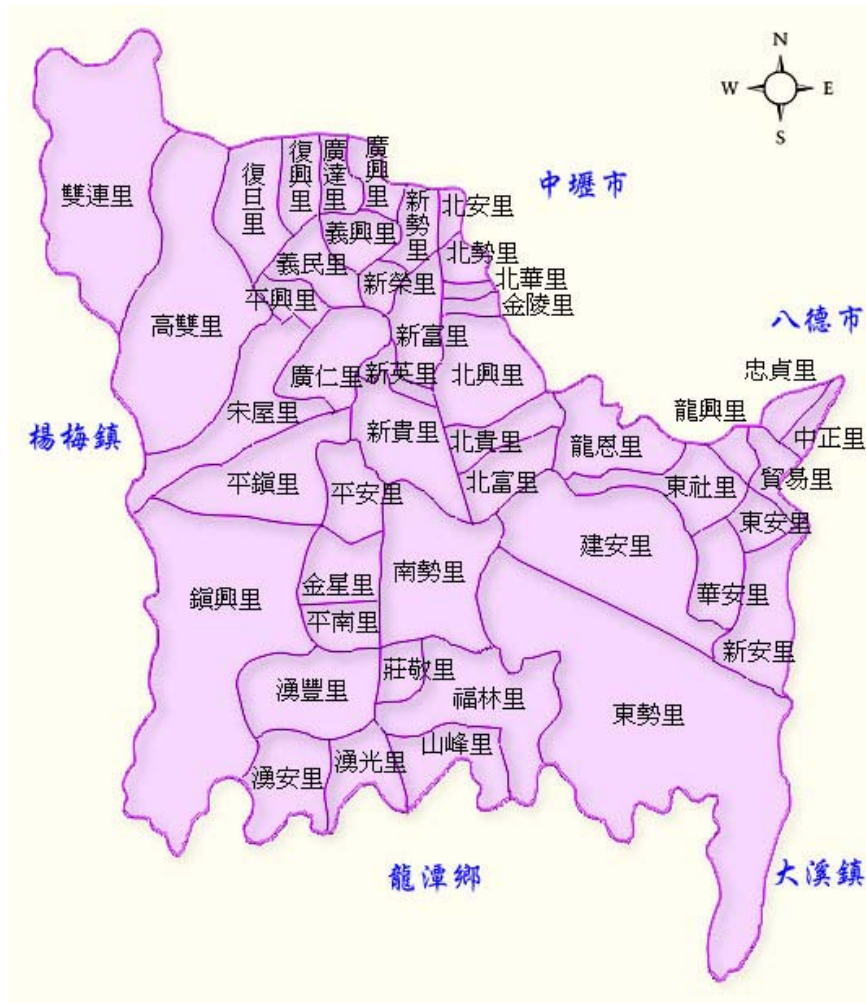 N
W
E
S
中壢市
八德市
楊梅鎮
龍潭鄉
大溪鎮
雙連里
高雙里
復旦里
復興里
廣達里
廣興里
新勢里
北安里
義興里
北勢里
義民里
新榮里
北華里
平興里
金陵里
新富里
廣仁里
新英里
北興里
忠貞里
宋屋里
龍興里
新貴里
北貴里
龍恩里
中正里
平鎮里
平安里
北富里
東社里
貿易里
東安里
建安里
南勢里
金星里
鎮興里
華安里
平南里
新安里
莊敬里
湧豐里
福林里
東勢里
山峰里
湧光里
湧安里